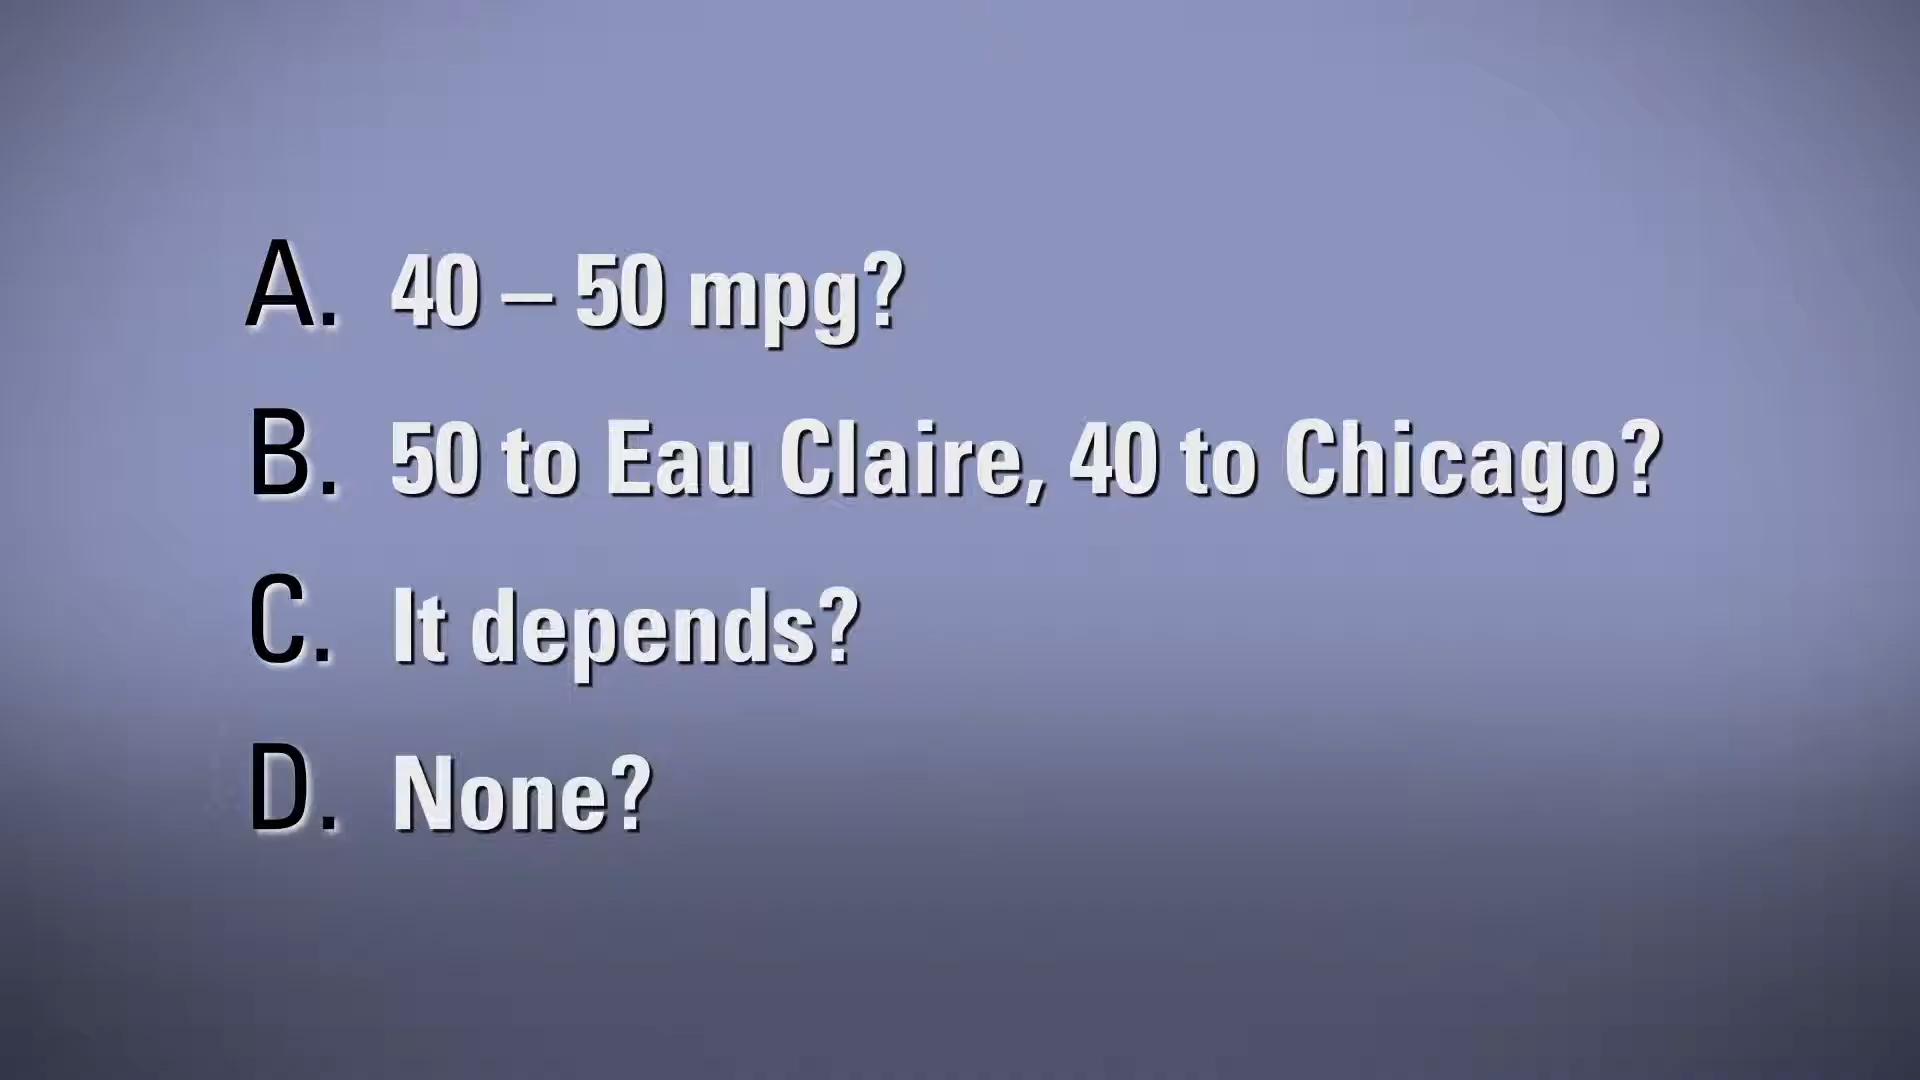 A. 40 – 50 mpg?
B. 50 to Eau Claire, 40 to Chicago?
C. It depends?
D. None?